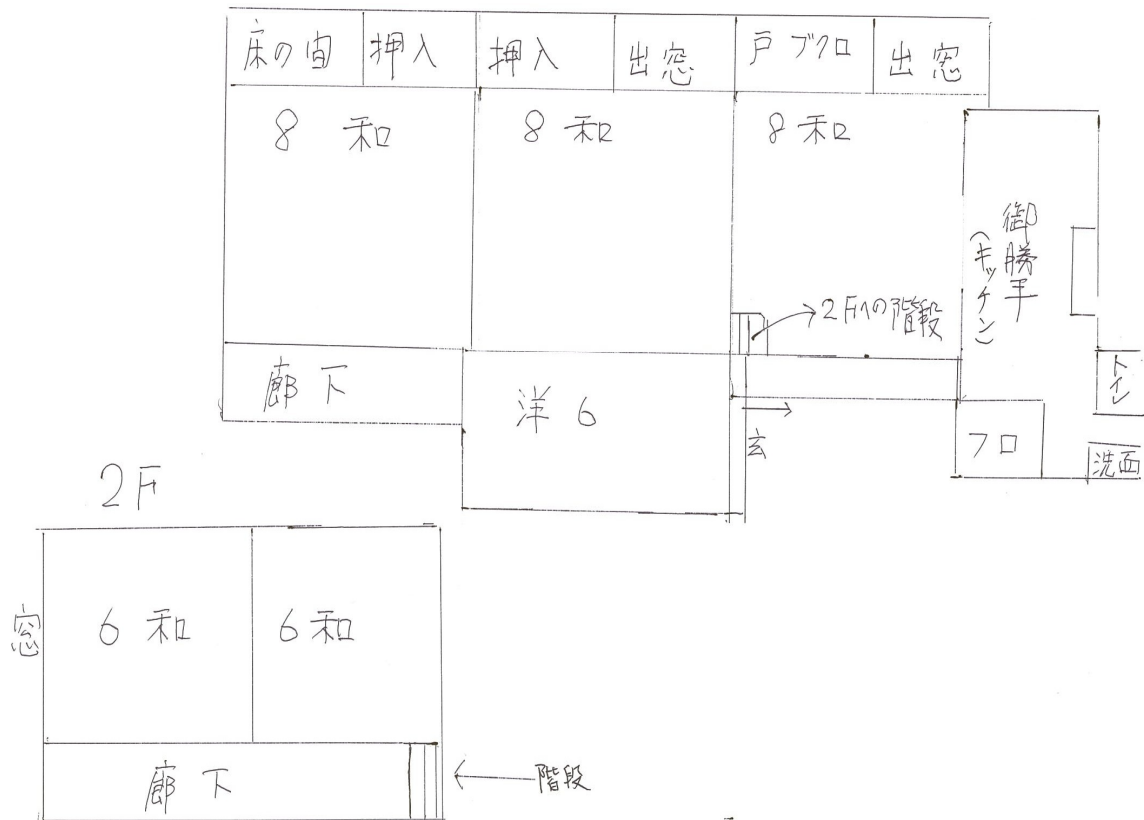 床の間 押入 押入 出窓 戸ブクロ 出窓
8 和 8 和 8 和
御勝手
(キッチン)
2Fへの階段
トイレ
廊下
洋 6
玄
フロ
洗面
2F
窓
6 和 6 和
廊下
階段